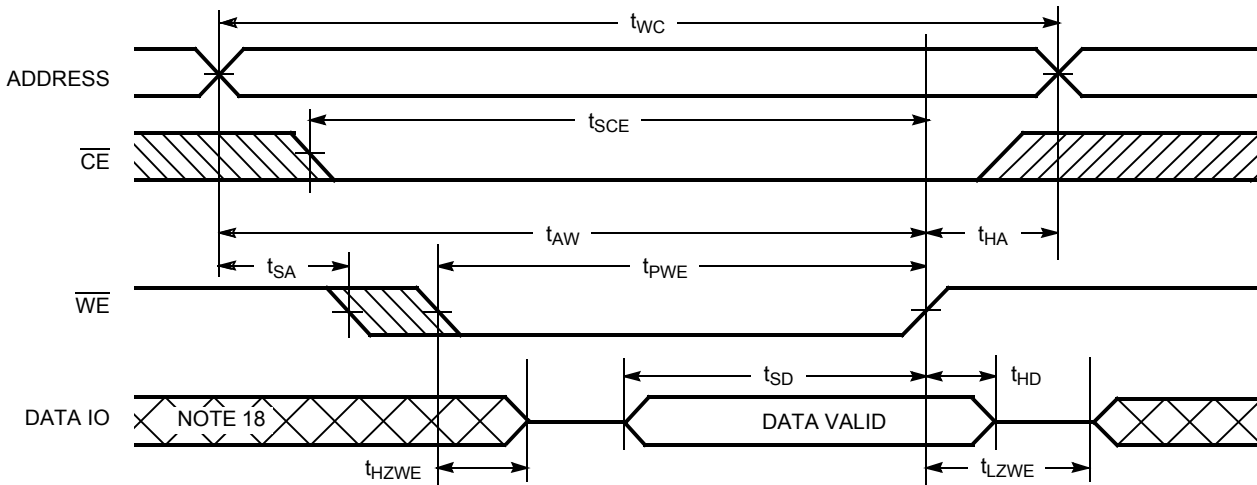 tWC
ADDRESS
tSCE
CE
tAW
tHA
tSA
tPWE
WE
tSD
tHD
DATA IO
NOTE 18
DATA VALID
tHZWE
tLZWE